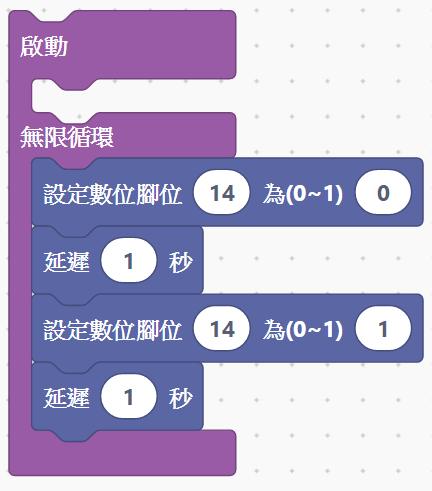 啟動
無限循環
設定數位腳位 14 為(0~1) 0
延遲 1 秒
設定數位腳位 14 為(0~1) 1
延遲 1 秒